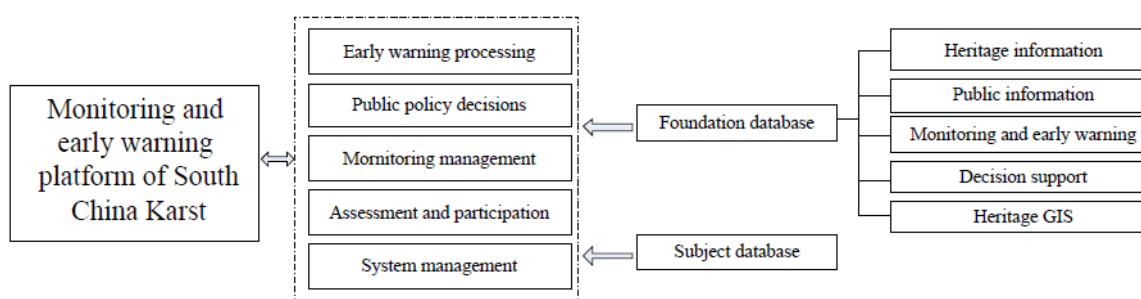 Monitoring and
early warning
platform of South
China Karst
Early warning processing
Public policy decisions
Mornitoring management
Assessment and participation
System management
Foundation database
Subject database
Heritage information
Public information
Monitoring and early warning
Decision support
Heritage GIS